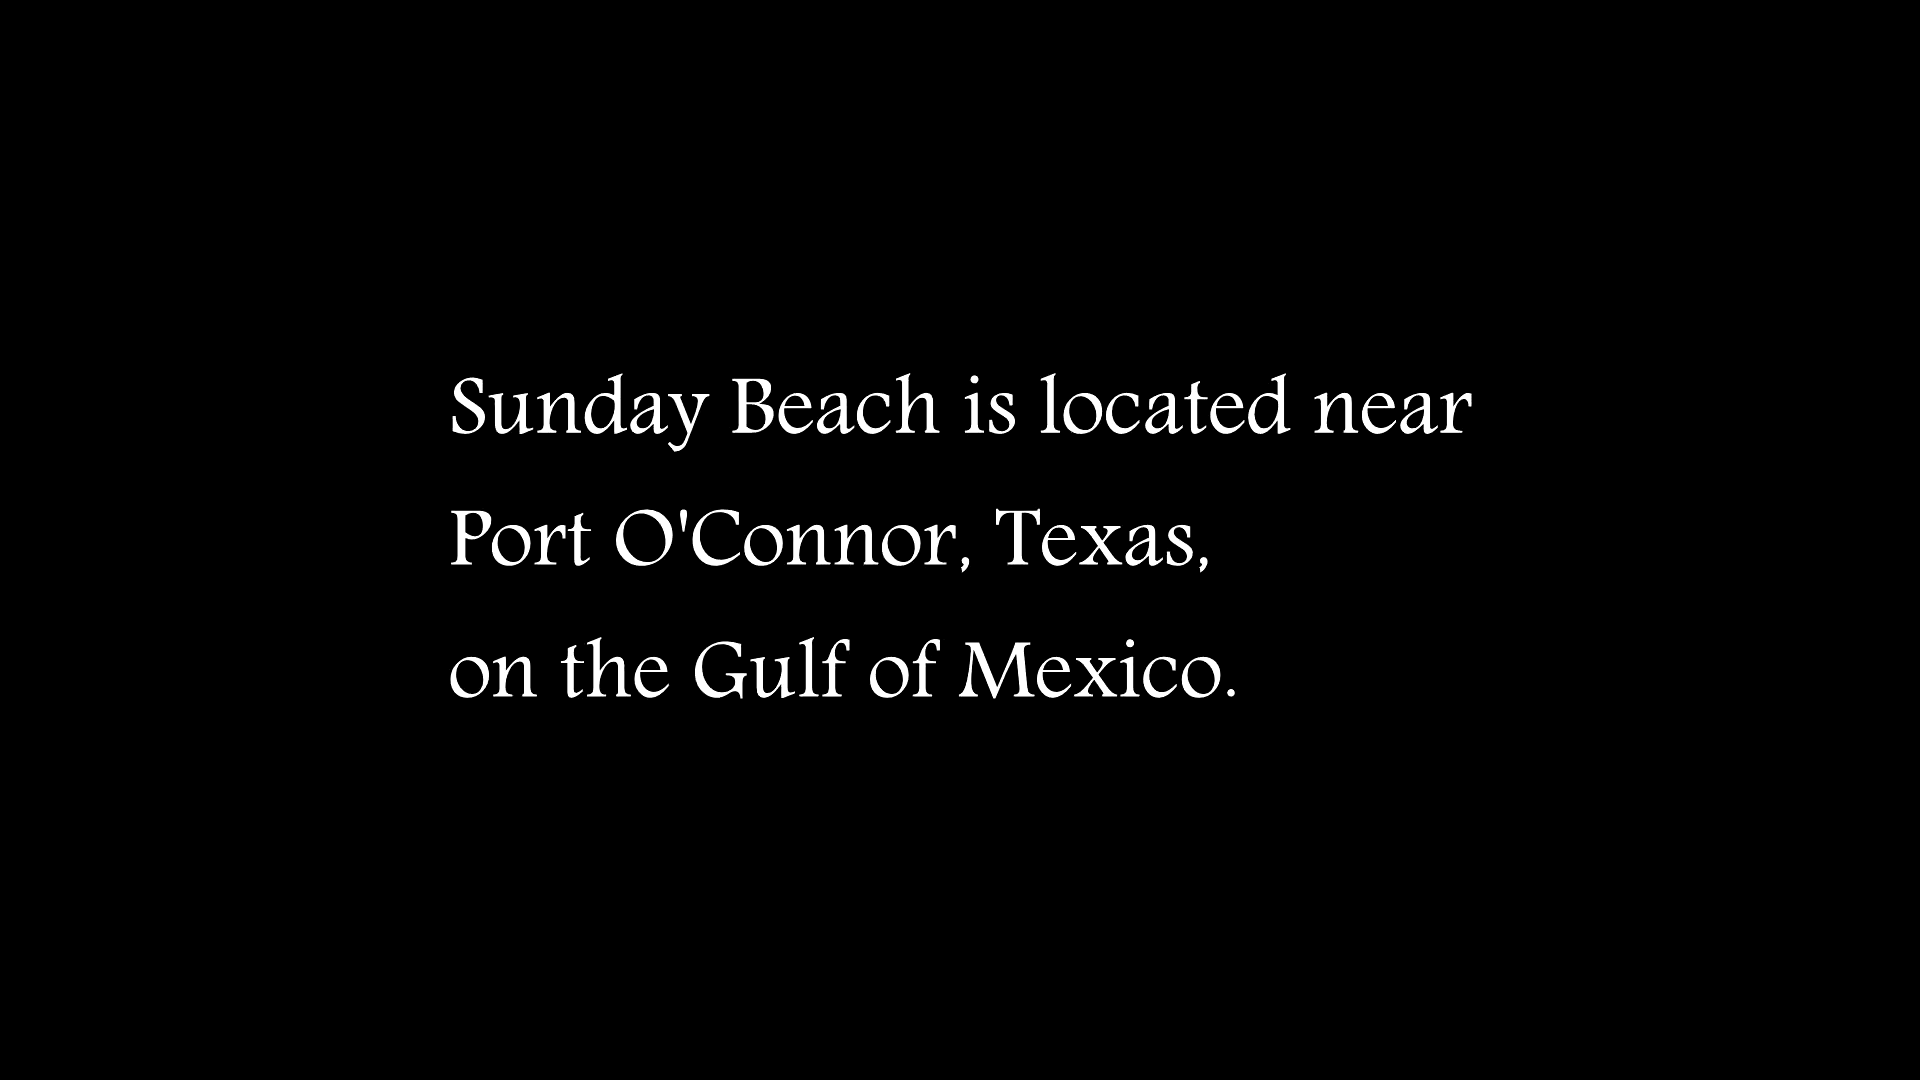 Sunday Beach is located near
Port O'Connor, Texas,
on the Gulf of Mexico.